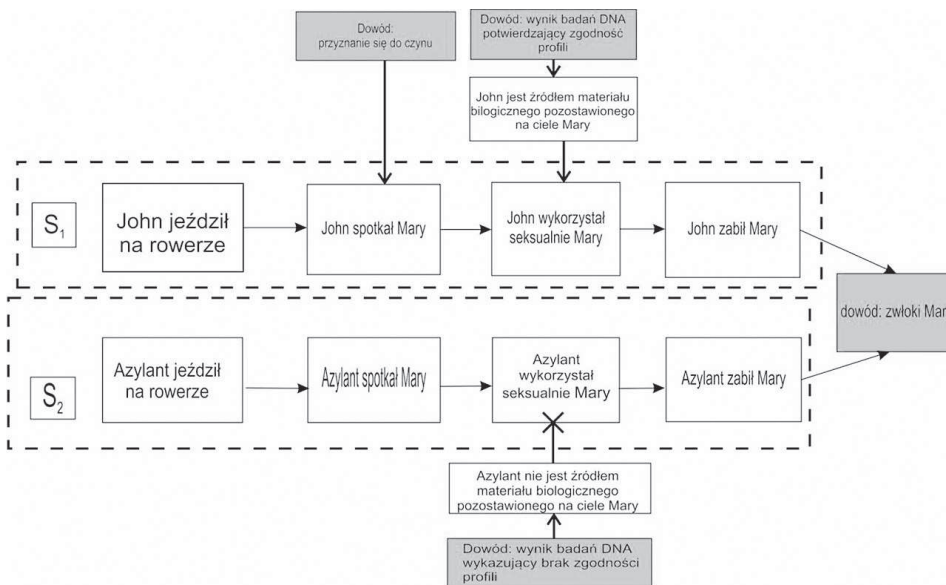 Dowód:
przyznanie się do czynu
Dowód: wynik badań DNA
potwierdzający zgodność
profili
John jest źródłem materiału
bilogicznego pozostawionego
na ciele Mary
S1
John jeździł
na rowerze
John spotkał Mary
John wykorzystał
seksualnie Mary
John zabił Mary
dowód: zwłoki Mar
S2
Azylant jeździł
na rowerze
Azylant spotkał Mary
Azylant
wykorzystał
seksualnie Mary
Azylant zabił Mary
Azylant nie jest źródłem
materiału biologicznego
pozostawionego na ciele Mary
Dowód: wynik badań DNA
wykazujący brak zgodności
profili